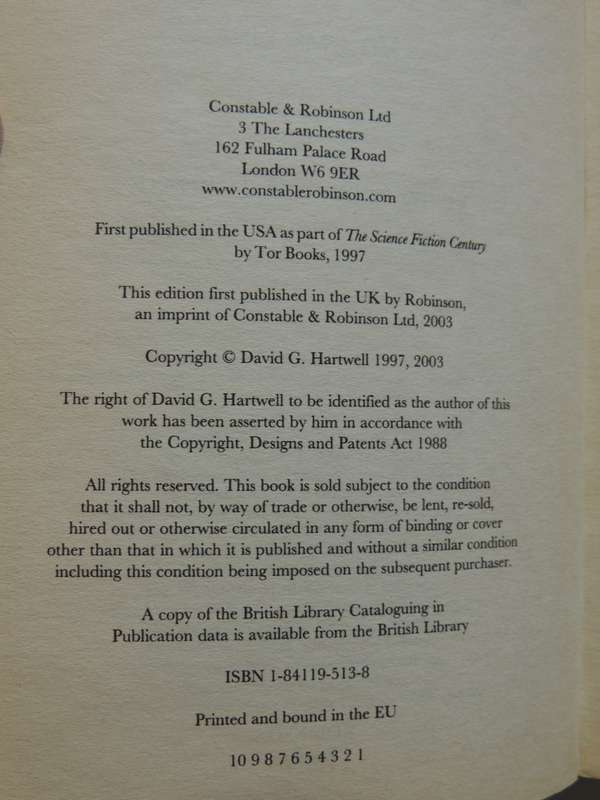 Constable & Robinson Ltd
3 The Lanchesters
162 Fulham Palace Road
London W6 9ER
www.constablerobinson.com
First published in the USA as part of The Science Fiction Century
by Tor Books, 1997
This edition first published in the UK by Robinson,
an imprint of Constable & Robinson Ltd, 2003
Copyright © David G. Hartwell 1997, 2003
The right of David G. Hartwell to be identified as the author of this
work has been asserted by him in accordance with
the Copyright, Designs and Patents Act 1988
All rights reserved. This book is sold subject to the condition
that it shall not, by way of trade or otherwise, be lent, re-sold,
hired out or otherwise circulated in any form of binding or cover
other than that in which it is published and without a similar condition
including this condition being imposed on the subsequent purchaser.
A copy of the British Library Cataloguing in
Publication data is available from the British Library
ISBN 1-84119-513-8
Printed and bound in the EU
10 9 8 7 6 5 4 3 2 1